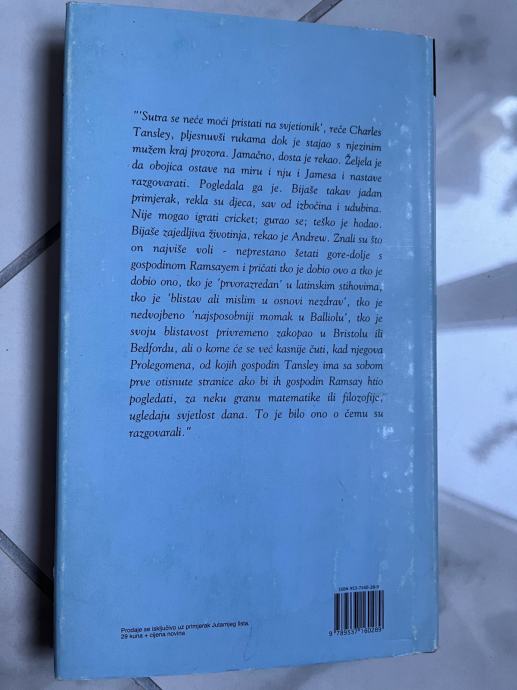 "'Sutra se neće moći pristati na svjetionik', reče Charles
Tansley, pljesnuvši rukama dok je stajao s njezinim
mužem kraj prozora. Jamačno, dosta je rekao. Željela je
da obojica ostave na miru i nju i Jamesa i nastave
razgovarati. Pogledala ga je. Bijaše takav jadan
primjerak, rekla su djeca, sav od izbočina i udubina.
Nije mogao igrati cricket; gurao se; teško je hodao.
Bijaše zajedljiva životinja, rekao je Andrew. Znali su što
on najviše voli - neprestano šetati gore-dolje s
gospodinom Ramsayem i pričati tko je dobio ovo a tko je
dobio ono, tko je 'prvorazredan' u latinskim stihovima,
tko je 'blistav ali mislim u osnovi nezdrav', tko je
nedvojbeno 'najsposobniji momak u Balliolu', tko je
svoju blistavost privremeno zakopao u Bristolu ili
Bedfordu, ali o kome će se već kasnije čuti, kad njegova
Prolegomena, od kojih gospodin Tansley ima sa sobom
prve otisnute stranice ako bi ih gospodin Ramsay htio
pogledati, za neku granu matematike ili filozofije,
ugledaju svjetlost dana. To je bilo ono o čemu su
razgovarali."
ISBN 953-7160-28-9
9 789537 160289
Prodaje se isključivo uz primjerak Jutarnjeg lista.
29 kuna + cijena novina